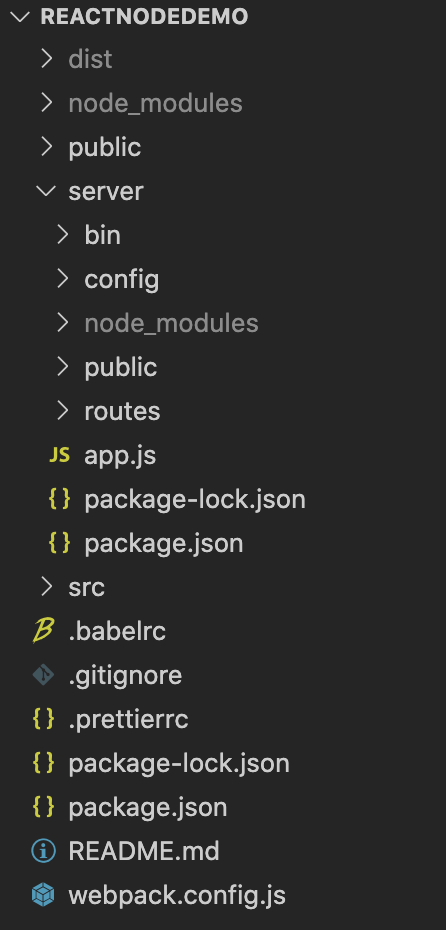 REACTNODEDEMO
dist
node_modules
public
server
bin
config
node_modules
public
routes
JS app.js
{} package-lock.json
{} package.json
src
.babelrc
.gitignore
{} .prettierrc
{} package-lock.json
{} package.json
README.md
webpack.config.js